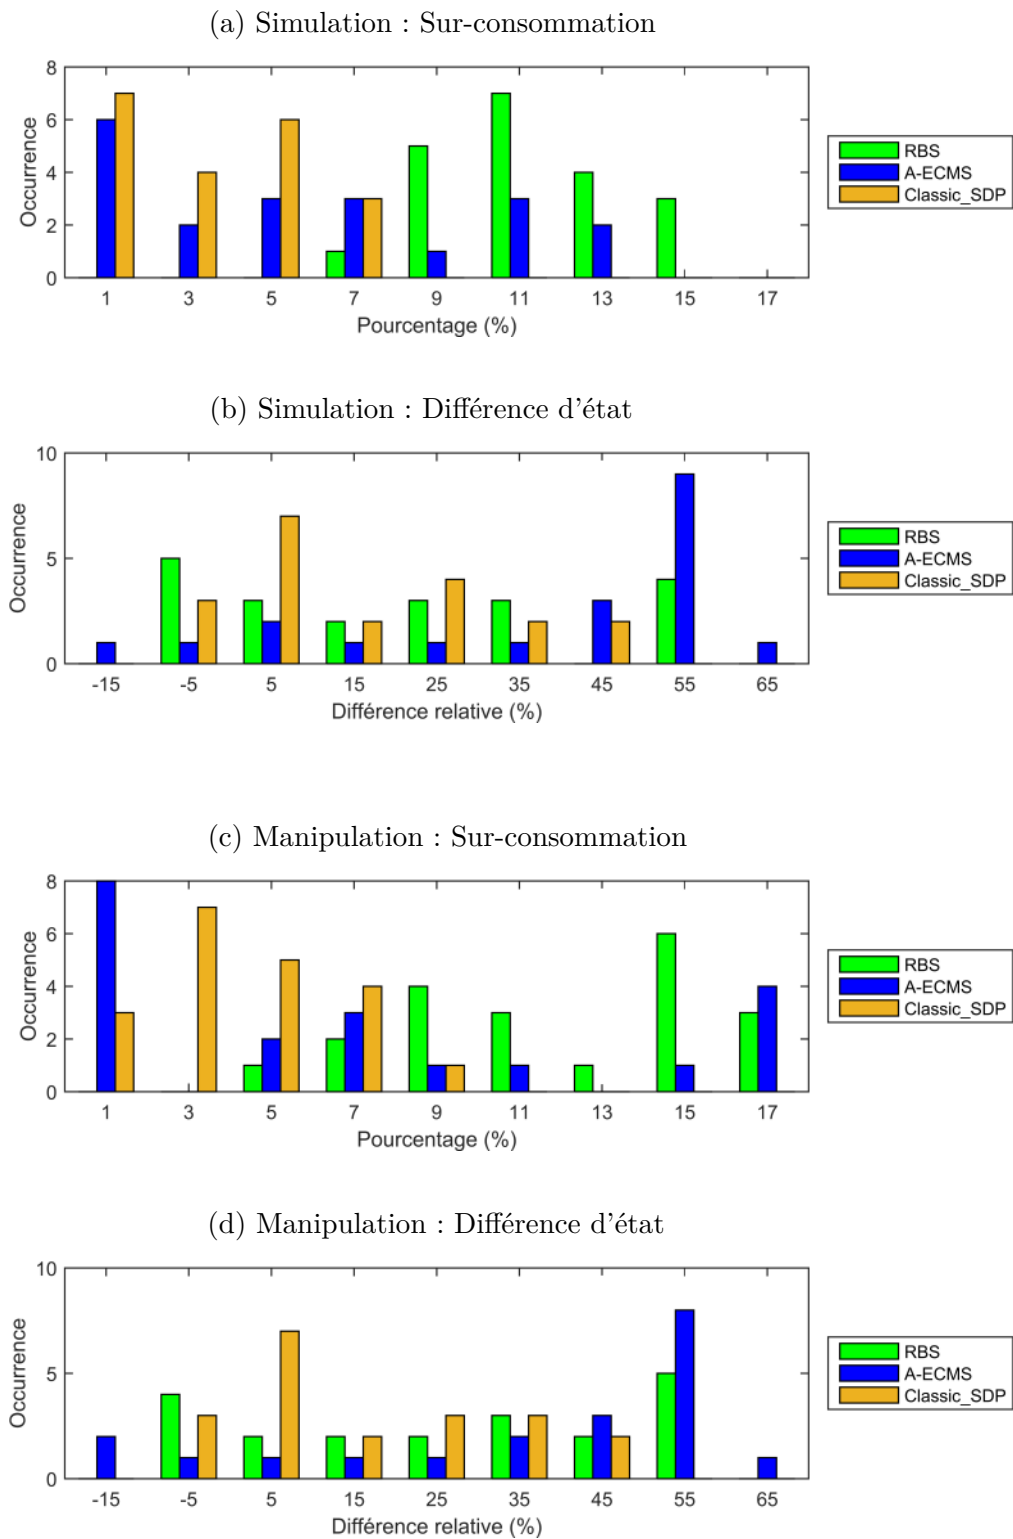 (a) Simulation : Sur-consommation
8
6
4
2
0
Occurrence
1 3 5 7 9 11 13 15 17
Pourcentage (%)
RBS
A-ECMS
Classic_SDP
(b) Simulation : Différence d'état
10
5
0
Occurrence
-15 -5 5 15 25 35 45 55 65
Différence relative (%)
RBS
A-ECMS
Classic_SDP
(c) Manipulation : Sur-consommation
8
6
4
2
0
Occurrence
1 3 5 7 9 11 13 15 17
Pourcentage (%)
RBS
A-ECMS
Classic_SDP
(d) Manipulation : Différence d'état
10
5
0
Occurrence
-15 -5 5 15 25 35 45 55 65
Différence relative (%)
RBS
A-ECMS
Classic_SDP